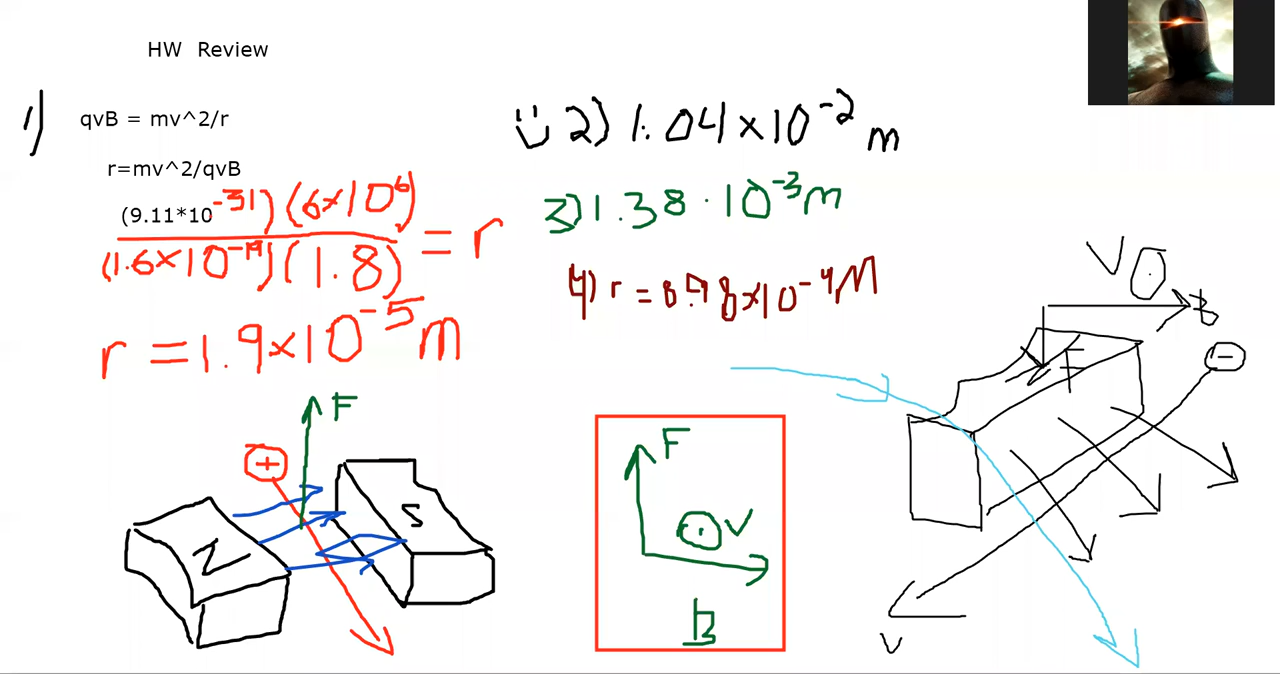 HW Review
1)
qvB = mv^2/r
r=mv^2/qvB
(9.11*10^-31)(6×10^6)
(1.6×10^-19)(1.8) = r
r = 1.9×10^-5 m
2) 1.04×10^-2 m
3) 1.38·10^-3 m
4) r = 8.98×10^-4 M
V
B
F
N
-
V
F
+
N
S
F
V
B